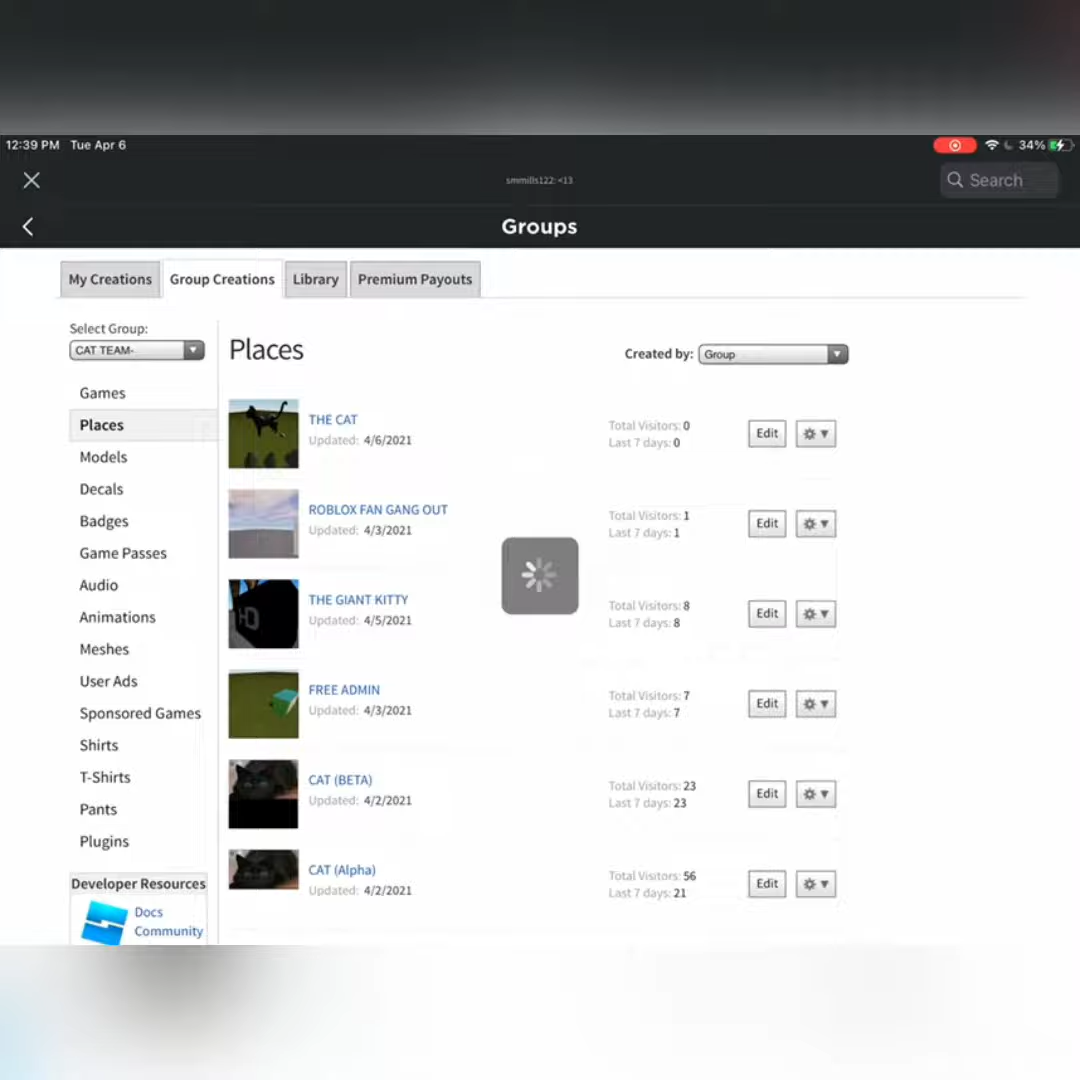 12:39 PM Tue Apr 6
34%
smmills122: <13
Search
Groups
My Creations
Group Creations
Library
Premium Payouts
Select Group:
CAT TEAM-
Games
Places
Models
Decals
Badges
Game Passes
Audio
Animations
Meshes
User Ads
Sponsored Games
Shirts
T-Shirts
Pants
Plugins
Developer Resources
Docs
Community
Places
Created by: Group
THE CAT
Updated: 4/6/2021
Total Visitors: 0
Last 7 days: 0
Edit
ROBLOX FAN GANG OUT
Updated: 4/3/2021
Total Visitors: 1
Last 7 days: 1
Edit
THE GIANT KITTY
Updated: 4/5/2021
Total Visitors: 8
Last 7 days: 8
Edit
FREE ADMIN
Updated: 4/3/2021
Total Visitors: 7
Last 7 days: 7
Edit
CAT (BETA)
Updated: 4/2/2021
Total Visitors: 23
Last 7 days: 23
Edit
CAT (Alpha)
Updated: 4/2/2021
Total Visitors: 56
Last 7 days: 21
Edit